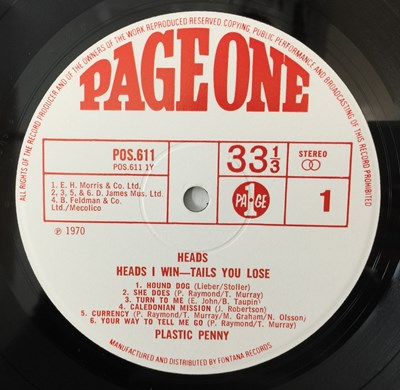 ALL RIGHTS OF THE RECORD PRODUCER AND OF THE OWNERS OF THE WORK REPRODUCED RESERVED. COPYING, PUBLIC PERFORMANCE AND BROADCASTING OF THIS RECORD PROHIBITED
PAGE ONE
POS.611
POS.611 1Y
33 1/3
STEREO
1. E. H. Morris & Co. Ltd.
2, 3, 5, & 6. D. James Mus. Ltd.
4. B. Feldman & Co.
Ltd./Mecolico
PA1GE
1
℗ 1970
HEADS
HEADS I WIN—TAILS YOU LOSE
1. HOUND DOG (Lieber/Stoller)
2. SHE DOES (P. Raymond/T. Murray)
3. TURN TO ME (E. John/B. Taupin)
4. CALEDONIAN MISSION (J. Robertson)
5. CURRENCY (P. Raymond/T. Murray/M. Graham/N. Olsson)
6. YOUR WAY TO TELL ME GO (P. Raymond/T. Murray)
PLASTIC PENNY
MANUFACTURED AND DISTRIBUTED BY FONTANA RECORDS